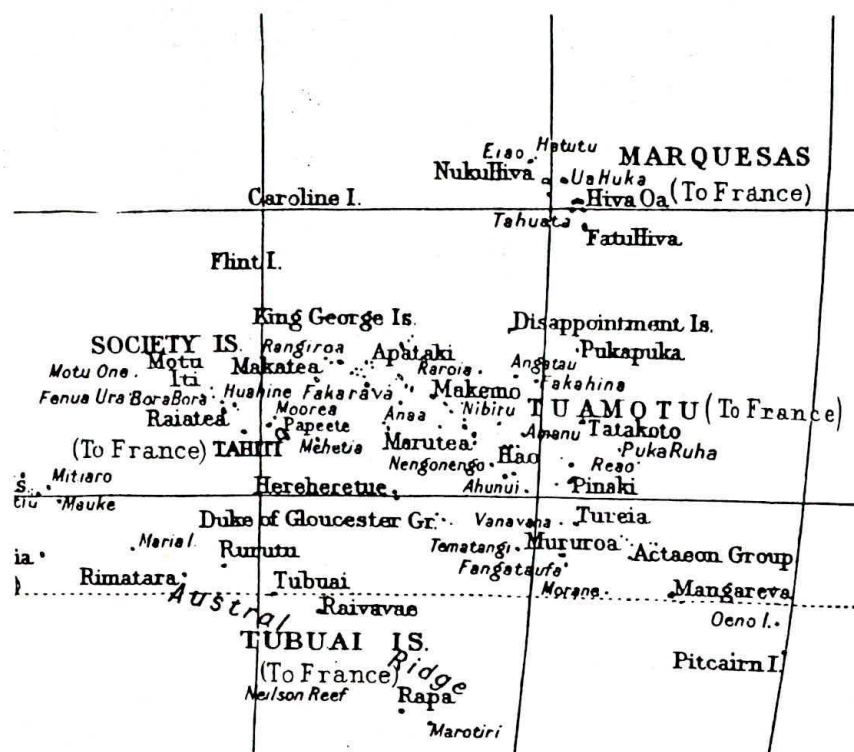 Eiao Hatutu
MARQUESAS
NukuHiva UaHuka
Caroline I. Hiva Oa (To France)
Tahuata
FatuHiva
Flint I.
King George Is. Disappointment Is.
SOCIETY IS. Rangiroa Apataki Pukapuka
Motu One Motu Makatea Raroia Angatau
Iti Fakahina
Fenua Ura BoraBora Huahine Fakarava Makemo
Raiatea Moorea Anaa Nibiru TUAMOTU (To France)
Papeete Amanu Tatakoto
(To France) TAHITI Mehetia Marutea Hao PukaRuha
Nengonengo Reao
s. Mitiaro Hereheretue Ahunui Pinaki
tiu Mauke
Duke of Gloucester Gr. Vanavana Tureia
ia Maria I. Rurutu Tematangi Mururoa Actaeon Group
Fangataufa
Rimatara Tubuai Morane Mangareva
Austral Raivavae Oeno I.
TUBUAI IS.
Ridge Pitcairn I.
(To France)
Neilson Reef Rapa
Marotiri